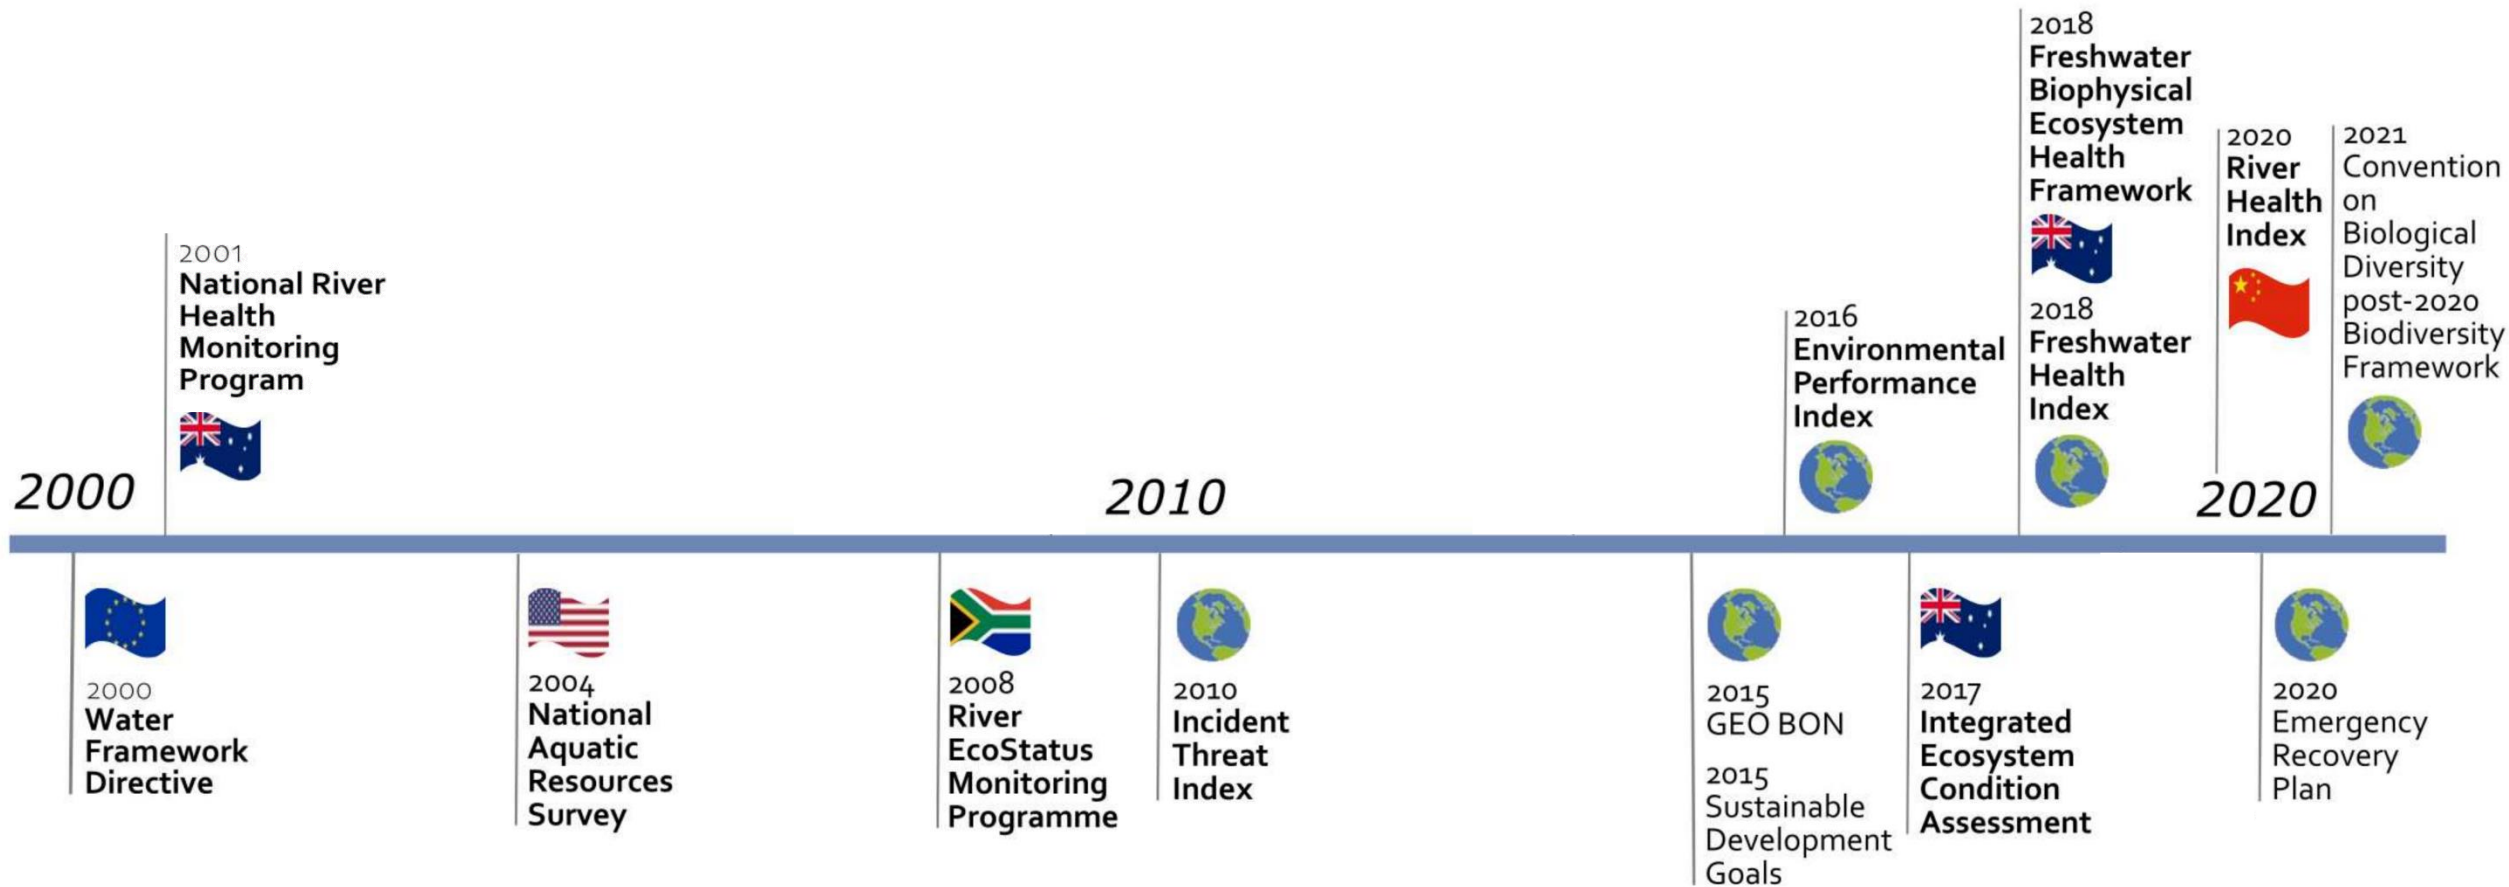 2018
Freshwater
Biophysical
Ecosystem
Health
Framework
2020
River
Health
Index
2021
Convention
on
Biological
Diversity
post-2020
Biodiversity
Framework
2001
National River
Health
Monitoring
Program
2016
Environmental
Performance
Index
2018
Freshwater
Health
Index
2000
2010
2020
2000
Water
Framework
Directive
2004
National
Aquatic
Resources
Survey
2008
River
EcoStatus
Monitoring
Programme
2010
Incident
Threat
Index
2015
GEO BON
2015
Sustainable
Development
Goals
2017
Integrated
Ecosystem
Condition
Assessment
2020
Emergency
Recovery
Plan